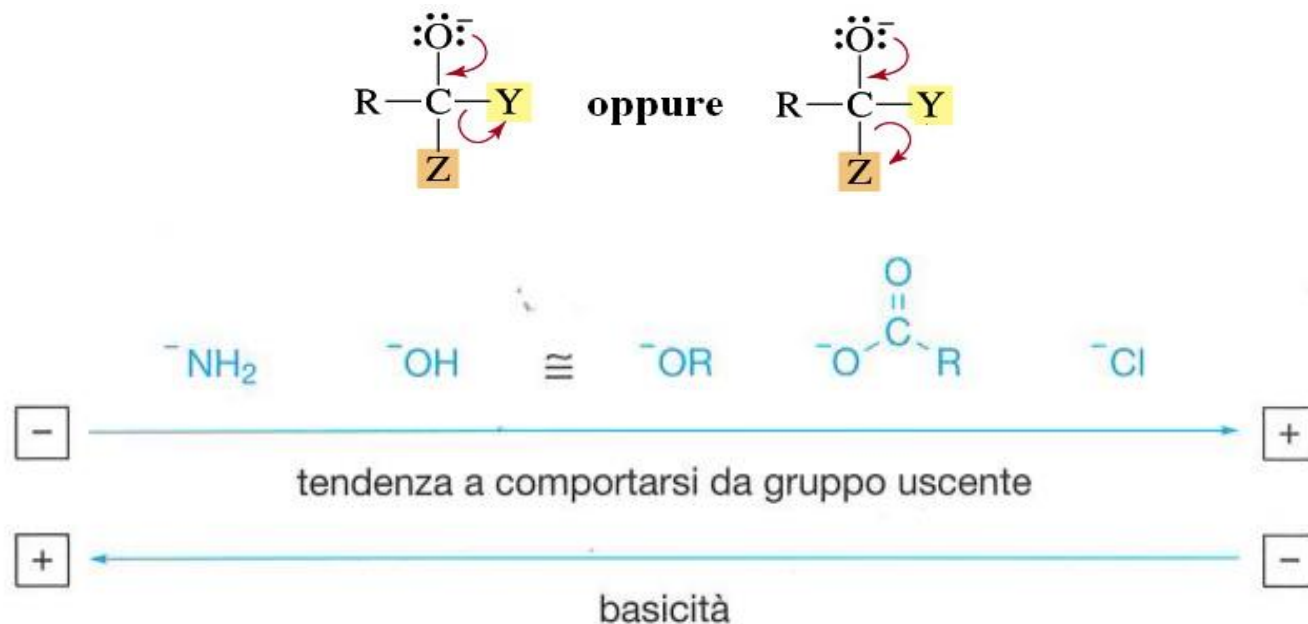 :Ö:⁻ :Ö:⁻
R—C—Y oppure R—C—Y
Z Z
O
||
C
⁻NH₂ ⁻OH ≅ ⁻OR ⁻O R ⁻Cl
- +
tendenza a comportarsi da gruppo uscente
+ -
basicità